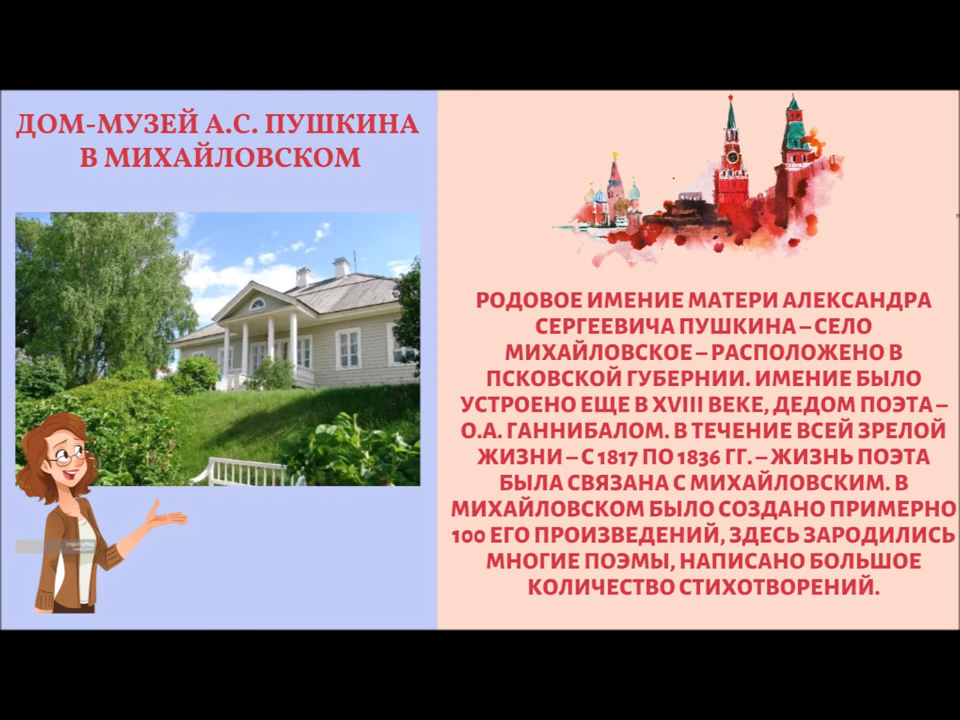 ДОМ-МУЗЕЙ А.С. ПУШКИНА
В МИХАЙЛОВСКОМ
РОДОВОЕ ИМЕНИЕ МАТЕРИ АЛЕКСАНДРА
СЕРГЕЕВИЧА ПУШКИНА – СЕЛО
МИХАЙЛОВСКОЕ – РАСПОЛОЖЕНО В
ПСКОВСКОЙ ГУБЕРНИИ. ИМЕНИЕ БЫЛО
УСТРОЕНО ЕЩЕ В XVIII ВЕКЕ, ДЕДОМ ПОЭТА –
О.А. ГАННИБАЛОМ. В ТЕЧЕНИЕ ВСЕЙ ЗРЕЛОЙ
ЖИЗНИ – С 1817 ПО 1836 ГГ. – ЖИЗНЬ ПОЭТА
БЫЛА СВЯЗАНА С МИХАЙЛОВСКИМ. В
МИХАЙЛОВСКОМ БЫЛО СОЗДАНО ПРИМЕРНО
100 ЕГО ПРОИЗВЕДЕНИЙ, ЗДЕСЬ ЗАРОДИЛИСЬ
МНОГИЕ ПОЭМЫ, НАПИСАНО БОЛЬШОЕ
КОЛИЧЕСТВО СТИХОТВОРЕНИЙ.